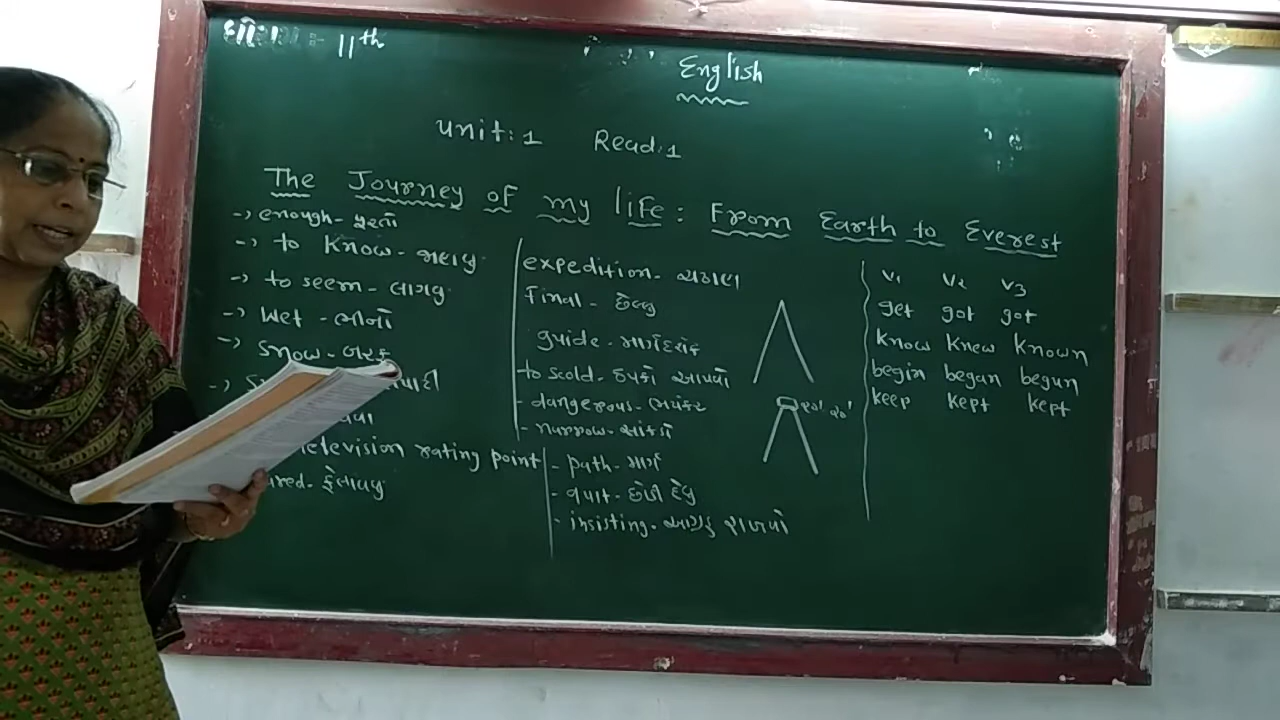 ધો : 11th
English
unit:1 Read:1
The Journey of my life: From Earth to Everest
-> enough - પુરતો
-> to know - જાણવુ
-> to seem - લાગવુ
-> Wet - ભીનો
-> Snow - બરફ
television rating point
- ફેલાવવુ
expedition - ચઢાણ
Final - છેલ્લુ
guide - માર્ગદર્શક
to scold - ઠપકો આપવો
- dangerous - ભયંકર
- narrow - સાંકડો
- path - માર્ગ
- quit - છોડી દેવુ
- insisting - આગ્રહ રાખવો
૨૦' ૨૦'
V1 V2 V3
get got got
know knew known
begin began begun
keep kept kept